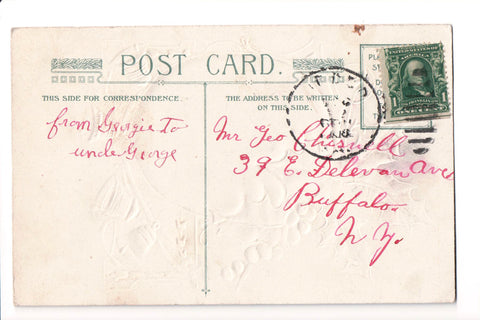 POST CARD.
THIS SIDE FOR CORRESPONDENCE.
THE ADDRESS TO BE WRITTEN
ON THIS SIDE.
from Georgie To
uncle George
Mr Geo Chiswell
39 E. Delevan Ave
Buffalo
N Y.